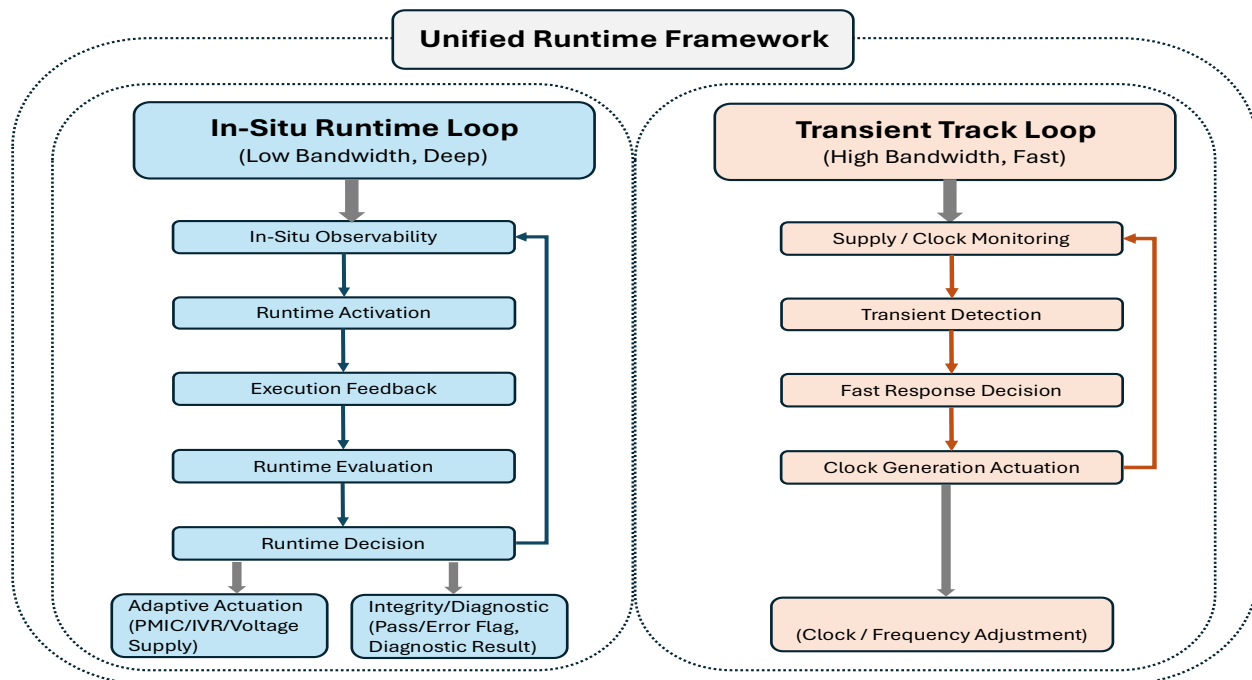 Unified Runtime Framework
In-Situ Runtime Loop
(Low Bandwidth, Deep)
In-Situ Observability
Runtime Activation
Execution Feedback
Runtime Evaluation
Runtime Decision
Adaptive Actuation
(PMIC/IVR/Voltage
Supply)
Integrity/Diagnostic
(Pass/Error Flag,
Diagnostic Result)
Transient Track Loop
(High Bandwidth, Fast)
Supply / Clock Monitoring
Transient Detection
Fast Response Decision
Clock Generation Actuation
(Clock / Frequency Adjustment)